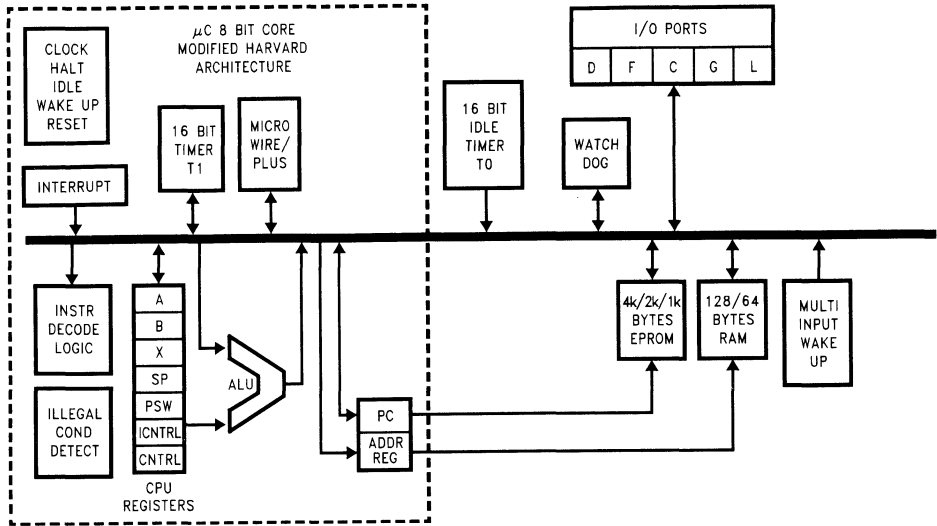 μC 8 BIT CORE
MODIFIED HARVARD
ARCHITECTURE
CLOCK
HALT
IDLE
WAKE UP
RESET
INTERRUPT
16 BIT
TIMER
T1
MICRO
WIRE/
PLUS
16 BIT
IDLE
TIMER
T0
WATCH
DOG
I/O PORTS
D F C G L
INSTR
DECODE
LOGIC
ILLEGAL
COND
DETECT
A
B
X
SP
PSW
ICNTRL
CNTRL
CPU
REGISTERS
ALU
PC
ADDR
REG
4k/2k/1k
BYTES
EPROM
128/64
BYTES
RAM
MULTI
INPUT
WAKE
UP